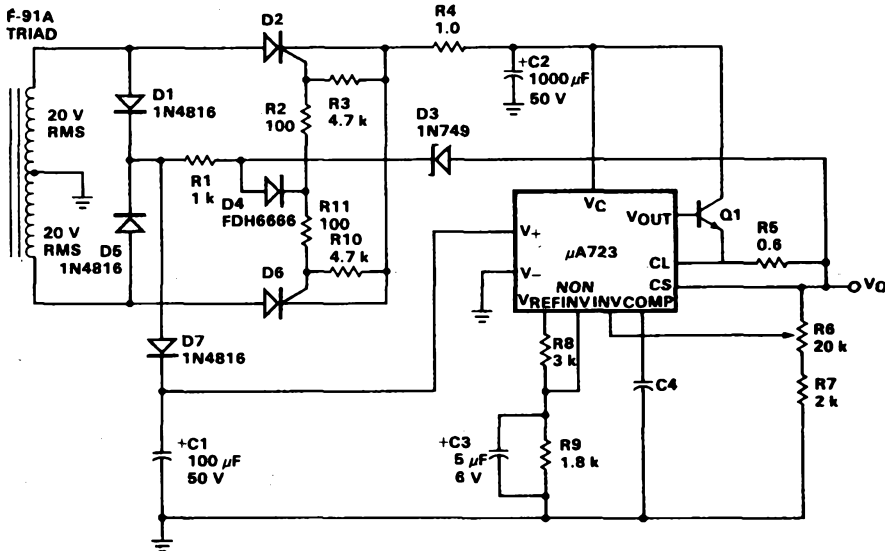 F-91A
TRIAD
D2
R4
1.0
+C2
1000 µF
50 V
20 V
RMS
D1
1N4816
R2
100
R3
4.7 k
D3
1N749
R1
1 k
D4
FDH6666
R11
100
R10
4.7 k
20 V
RMS
D5
1N4816
D6
VC
VOUT
Q1
R5
0.6
V+
µA723
CL
V−
CS
VO
NON
VREF INV INV COMP
D7
1N4816
R8
3 k
R6
20 k
C4
R7
2 k
+C1
100 µF
50 V
+C3
5 µF
6 V
R9
1.8 k